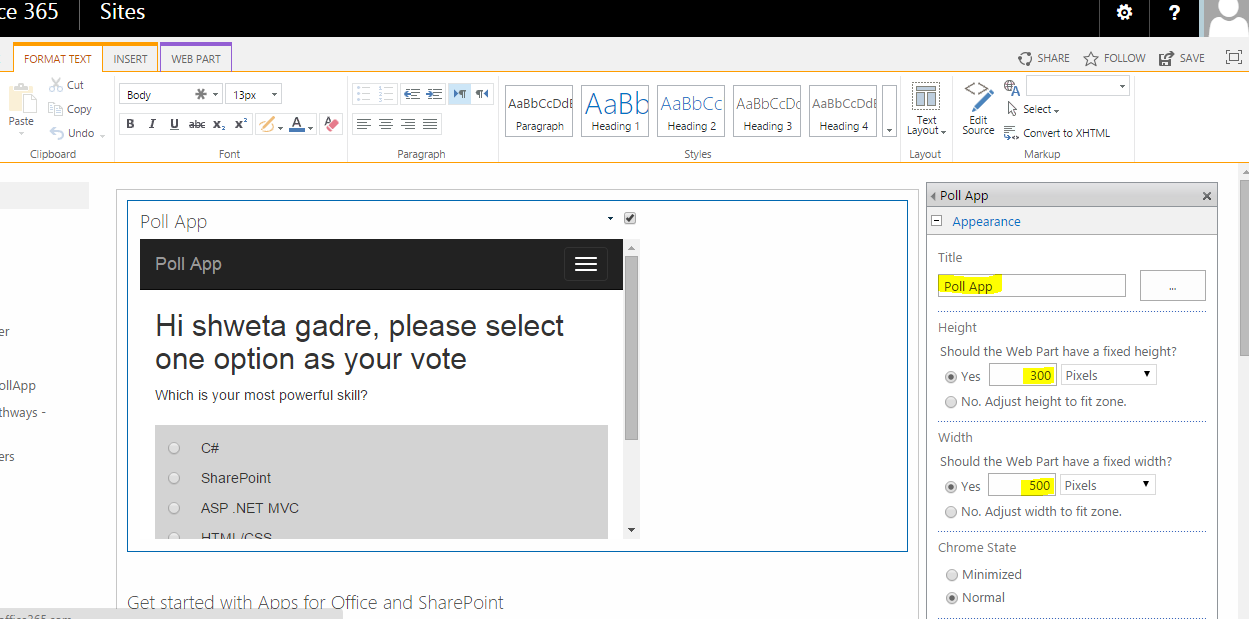 ce 365 Sites ?
FORMAT TEXT INSERT WEB PART SHARE FOLLOW SAVE
Paste
Cut
Copy
Undo
Clipboard
Body 13px
B I U abc x₂ x²
A
Font
Paragraph
AaBbCcDdE
Paragraph
AaBb
Heading 1
AaBbCc
Heading 2
AaBbCcDd
Heading 3
AaBbCcDdE
Heading 4
Styles
Text
Layout
Layout
Edit
Source
Select
Convert to XHTML
Markup
er
ollApp
thways -
ers
Poll App
Poll App
Hi shweta gadre, please select
one option as your vote
Which is your most powerful skill?
C#
SharePoint
ASP .NET MVC
HTML/CSS
Get started with Apps for Office and SharePoint
office365.com
Poll App
Appearance
Title
Poll App ...
Height
Should the Web Part have a fixed height?
Yes 300 Pixels
No. Adjust height to fit zone.
Width
Should the Web Part have a fixed width?
Yes 500 Pixels
No. Adjust width to fit zone.
Chrome State
Minimized
Normal